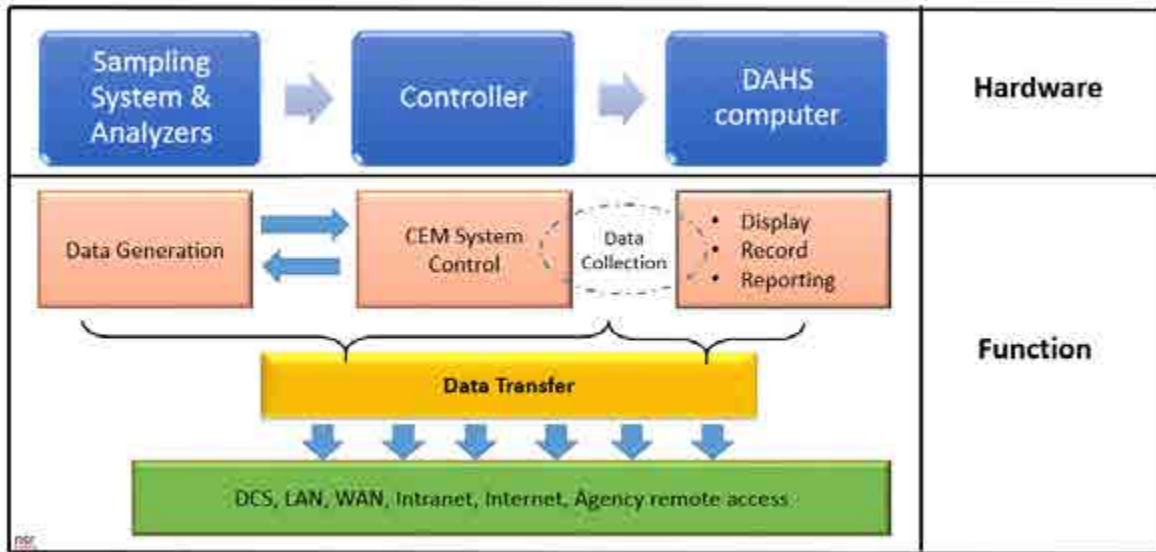 Sampling
System &
Analyzers
Controller
DAHS
computer
Hardware
Data Generation
CEM System
Control
Data
Collection
• Display
• Record
• Reporting
Function
Data Transfer
DCS, LAN, WAN, Intranet, Internet, Agency remote access